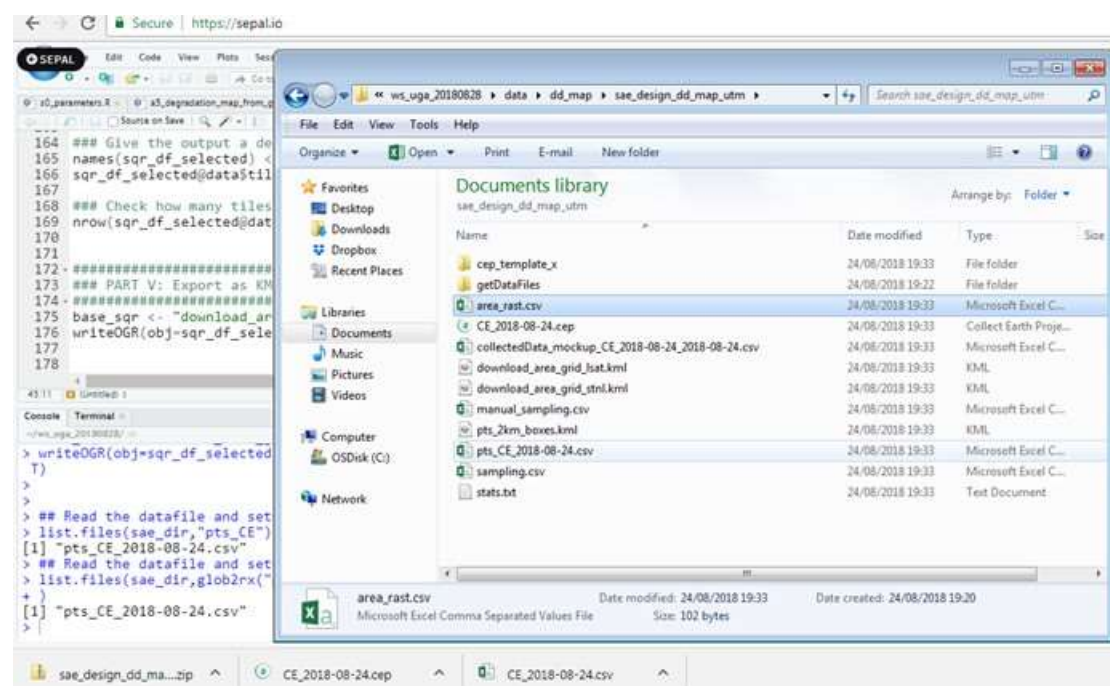 Secure | https://sepal.io
SEPAL Edit Code View Plots Sess
s0_parameters.R
Source on Save
164 ### Give the output a de
165 names(sqr_df_selected) <
166 sqr_df_selected@data$til
167
168 ### Check how many tiles
169 nrow(sqr_df_selected@dat
170
171
172 #########################
173 ### PART V: Export as KM
174 #########################
175 base_sqr <- "download_ar
176 writeOGR(obj=sqr_df_sele
177
178
(Untitled)
Console Terminal
> writeOGR(obj=sqr_df_selected
T)
>
>
> ## Read the datafile and set
> list.files(sae_dir,"pts_CE")
[1] "pts_CE_2018-08-24.csv"
> ## Read the datafile and set
> list.files(sae_dir,glob2rx("
+ )
[1] "pts_CE_2018-08-24.csv"
>
« ws_uga_20180828 data dd_map sae_design_dd_map_utm
Search sae_design_dd_map_utm
File Edit View Tools Help
Organize Open Print E-mail New folder
Favorites
Desktop
Downloads
Dropbox
Recent Places
Libraries
Documents
Music
Pictures
Videos
Computer
OSDisk (C:)
Network
Documents library
sae_design_dd_map_utm
Arrange by: Folder
Name Date modified Type Size
cep_template_x 24/08/2018 19:33 File folder
getDataFiles 24/08/2018 19:22 File folder
area_rast.csv 24/08/2018 19:33 Microsoft Excel C...
CE_2018-08-24.cep 24/08/2018 19:33 Collect Earth Proje...
collectedData_mockup_CE_2018-08-24_2018-08-24.csv 24/08/2018 19:33 Microsoft Excel C...
download_area_grid_lsat.kml 24/08/2018 19:33 KML
download_area_grid_stnl.kml 24/08/2018 19:33 KML
manual_sampling.csv 24/08/2018 19:33 Microsoft Excel C...
pts_2km_boxes.kml 24/08/2018 19:33 KML
pts_CE_2018-08-24.csv 24/08/2018 19:33 Microsoft Excel C...
sampling.csv 24/08/2018 19:33 Microsoft Excel C...
stats.txt 24/08/2018 19:33 Text Document
area_rast.csv Date modified: 24/08/2018 19:33 Date created: 24/08/2018 19:20
Microsoft Excel Comma Separated Values File Size: 102 bytes
sae_design_dd_ma....zip CE_2018-08-24.cep CE_2018-08-24.csv